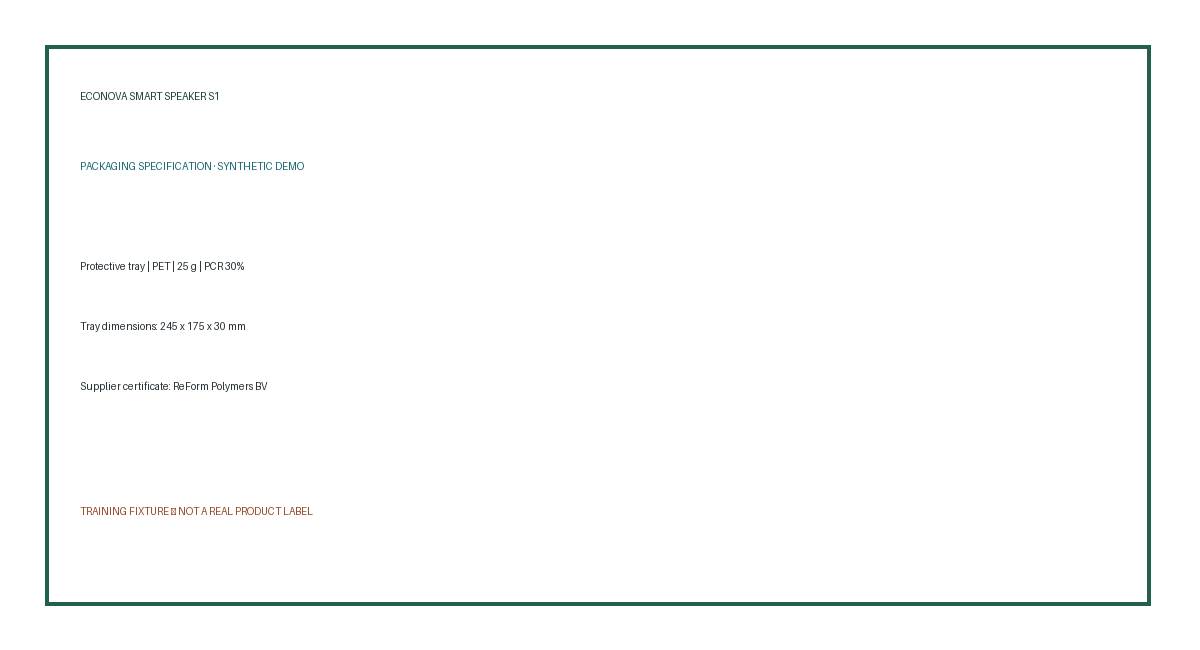 ECONOVA SMART SPEAKER S1
PACKAGING SPECIFICATION · SYNTHETIC DEMO
Protective tray | PET | 25 g | PCR 30%
Tray dimensions: 245 x 175 x 30 mm
Supplier certificate: ReForm Polymers BV
TRAINING FIXTURE NOT A REAL PRODUCT LABEL